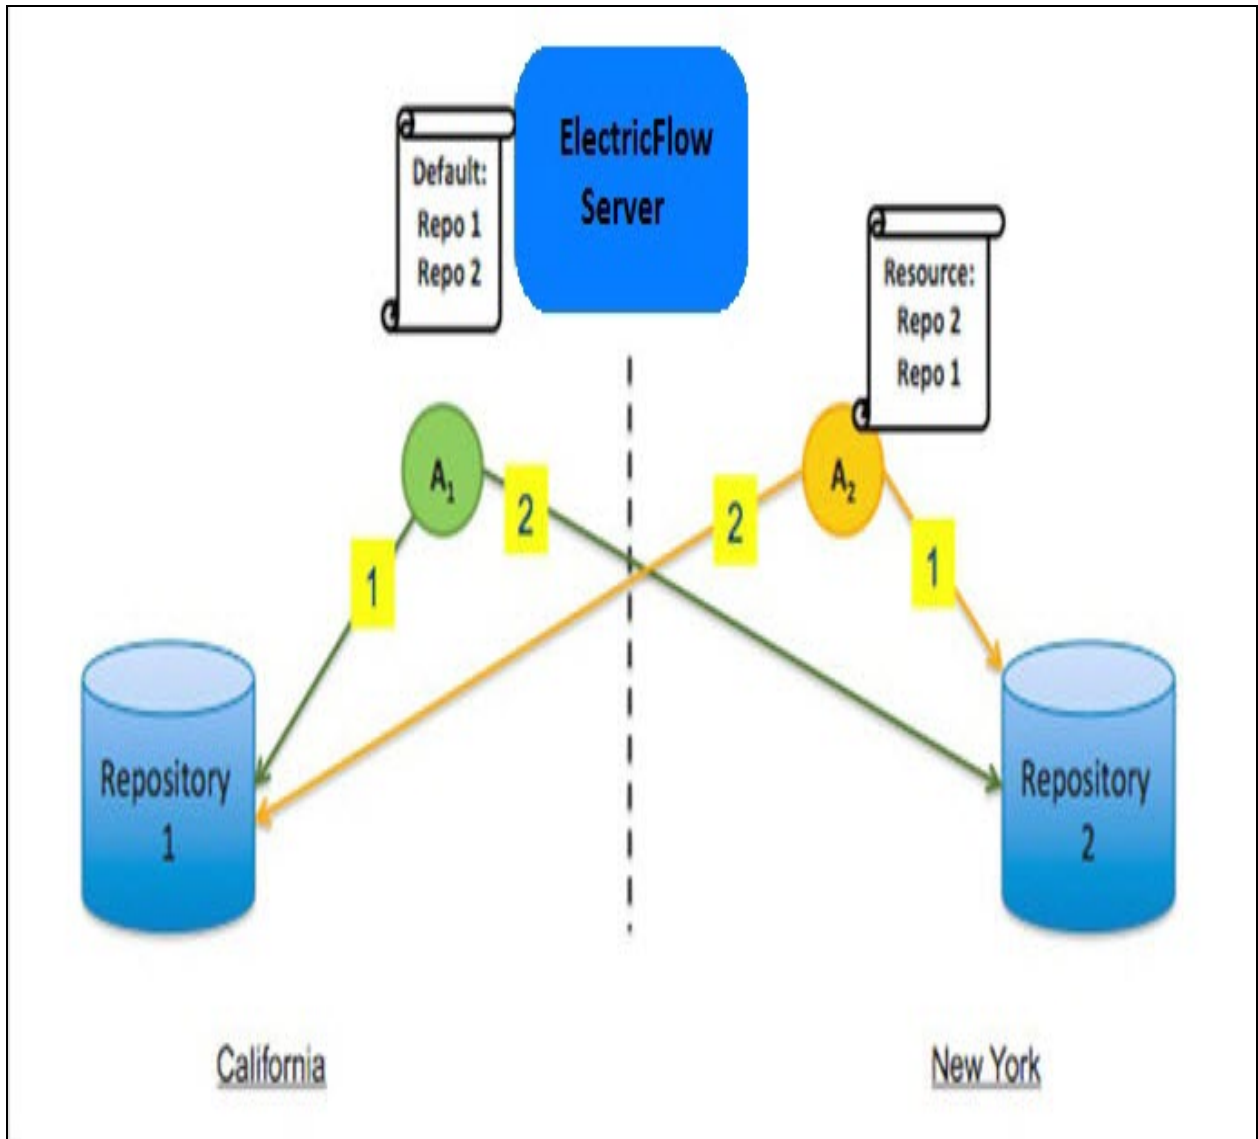 ElectricFlow
Server
Default:
Repo 1
Repo 2
Resource:
Repo 2
Repo 1
A₁
2
2
A₂
1
1
Repository
1
Repository
2
California
New York